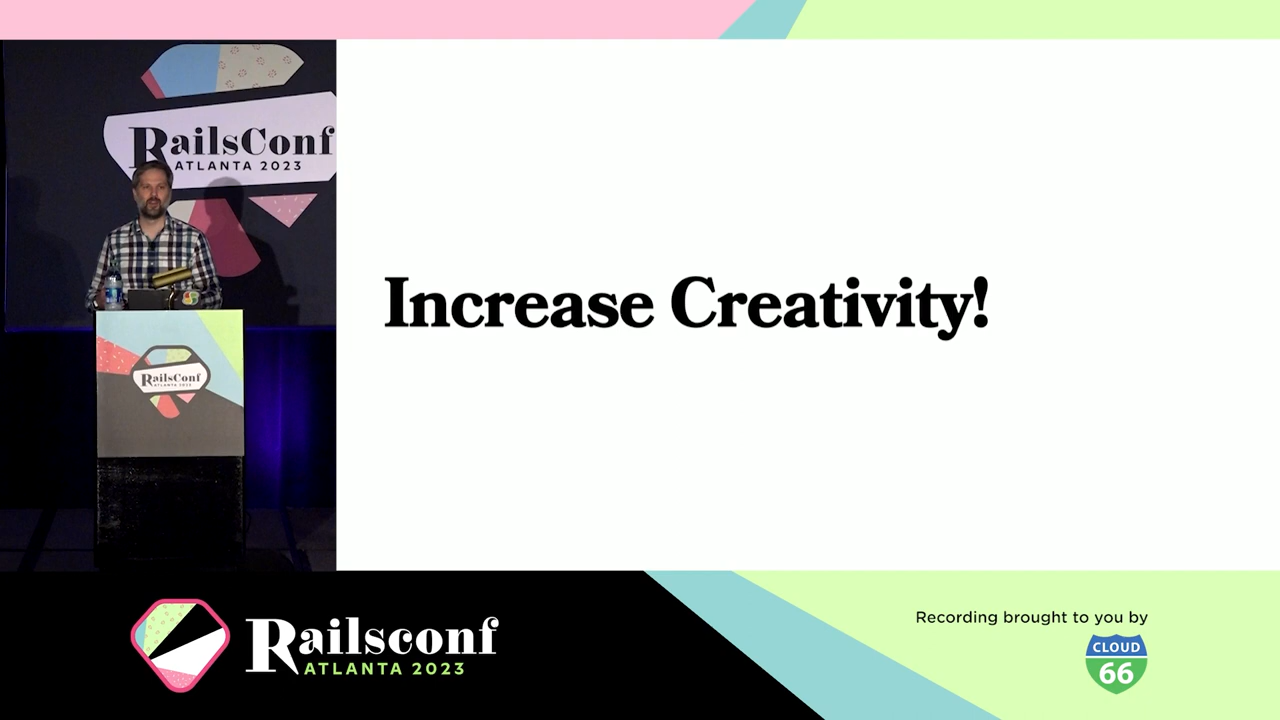 RailsConf
ATLANTA 2023
Increase Creativity!
RailsConf
ATLANTA 2023
Railsconf
ATLANTA 2023
Recording brought to you by
CLOUD
66